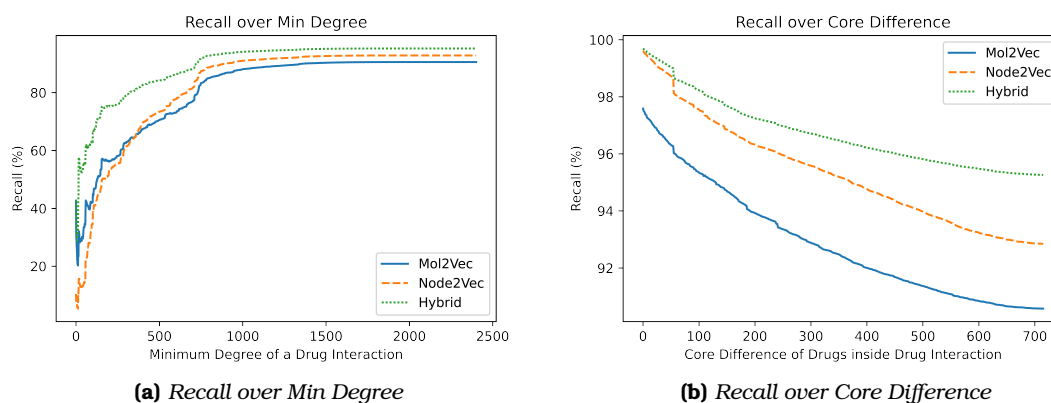 Recall over Min Degree
Recall (%)
80
60
40
20
0
500
1000
1500
2000
2500
Mol2Vec
Node2Vec
Hybrid
Minimum Degree of a Drug Interaction
(a) Recall over Min Degree
Recall over Core Difference
Recall (%)
100
98
96
94
92
0
100
200
300
400
500
600
700
Mol2Vec
Node2Vec
Hybrid
Core Difference of Drugs inside Drug Interaction
(b) Recall over Core Difference